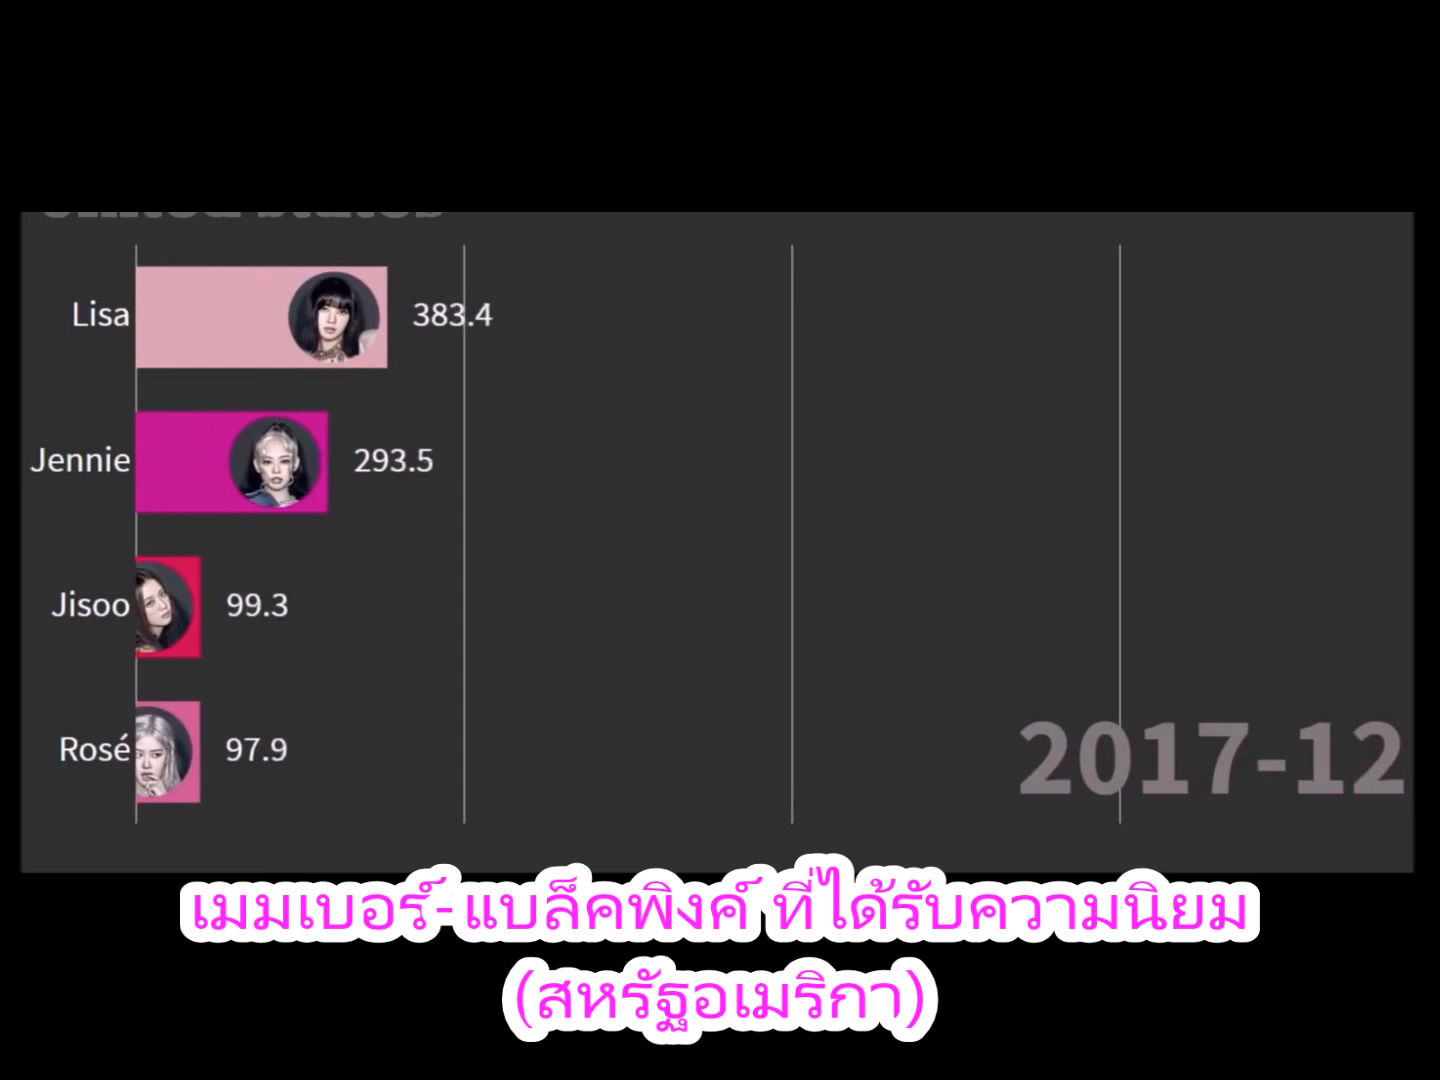 Lisa 383.4
Jennie 293.5
Jisoo 99.3
Rosé 97.9
2017-12
เมมเบอร์-แบล็คพิงค์ ที่ได้รับความนิยม
(สหรัฐอเมริกา)